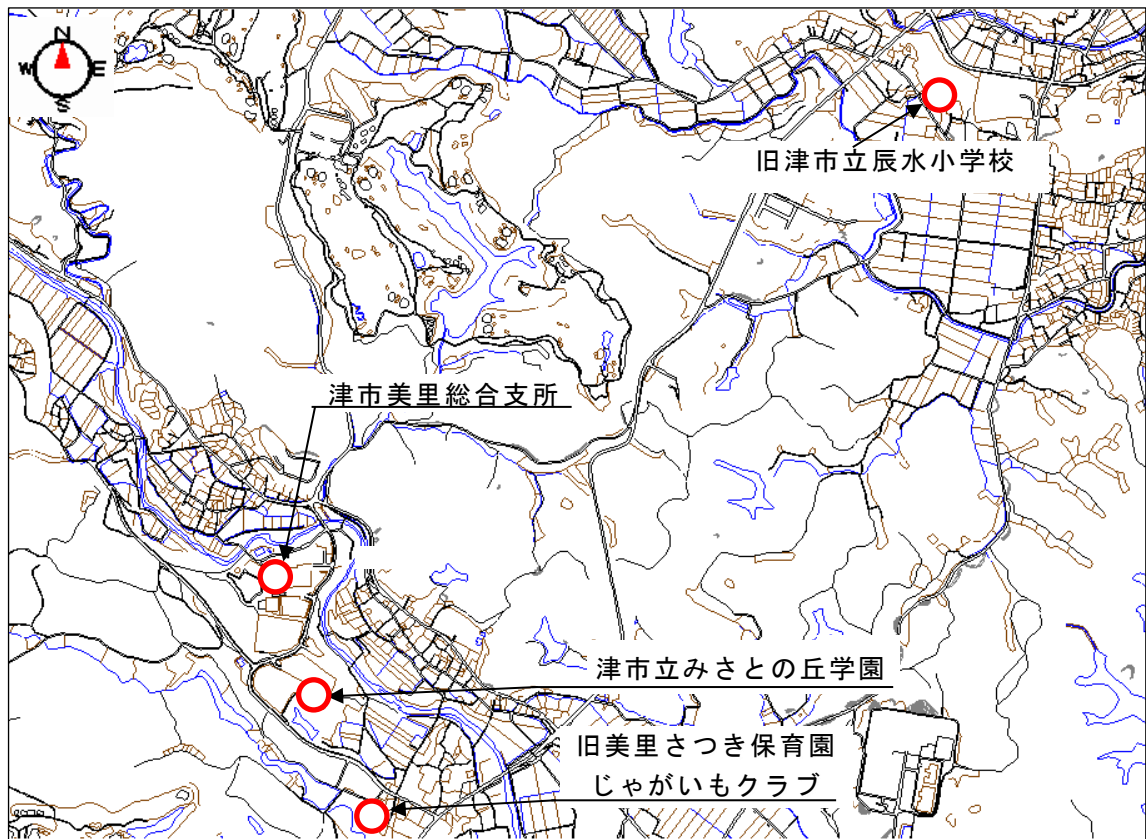 N
W E
S
旧津市立辰水小学校
津市美里総合支所
津市立みさとの丘学園
旧美里さつき保育園
じゃがいもクラブ